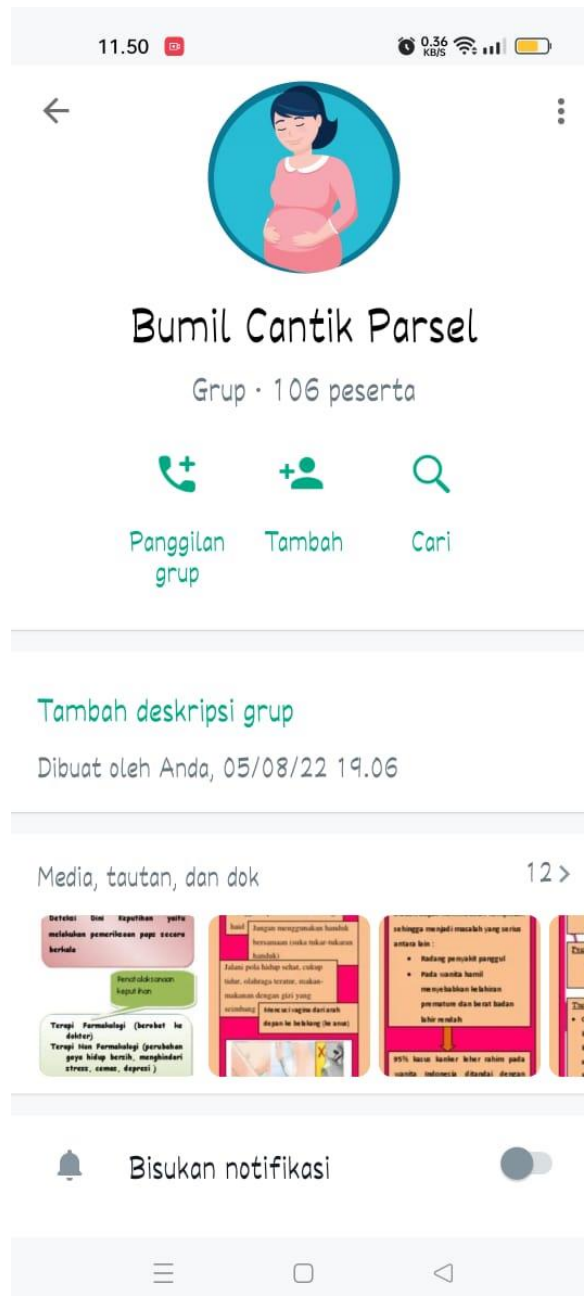 11.50
0.36
KB/S
Bumil Cantik Parsel
Grup · 106 peserta
Panggilan grup
Tambah
Cari
Tambah deskripsi grup
Dibuat oleh Anda, 05/08/22 19.06
Media, tautan, dan dok
12 >
Deteksi Dini Keputihan yaitu
melakukan pemeriksaan paps secara
berkala
Penatalaksanaan
keputihan
Terapi Farmakologi (berobat ke
dokter)
Terapi Non Farmakologi (perubahan
gaya hidup bersih, menghindari
stress, cemas, depresi )
haid
Jangan menggunakan handuk
bersamaan (suka tukar-tukaran
handuk)
Jalani pola hidup sehat, cukup
tidur, olahraga teratur, makan-
makanan dengan gizi yang
seimbang
Mencuci vagina dari arah
depan ke belakang (ke anus)
sehingga menjadi masalah yang serius
antara lain :
• Radang penyakit panggul
• Pada wanita hamil
menyebabkan kelahiran
premature dan berat badan
lahir rendah
95% kasus kanker leher rahim pada
wanita indonesia ditandai dengan
Bisukan notifikasi